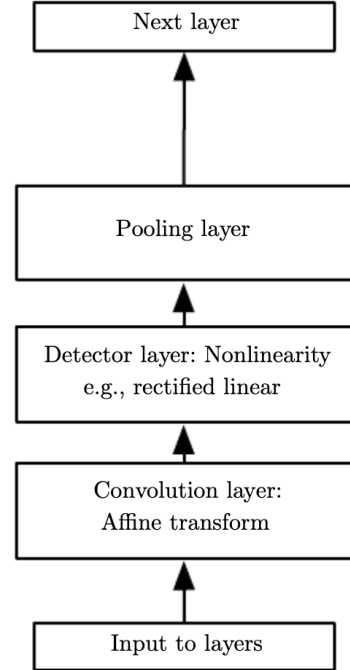 Next layer
Pooling layer
Detector layer: Nonlinearity
e.g., rectified linear
Convolution layer:
Affine transform
Input to layers